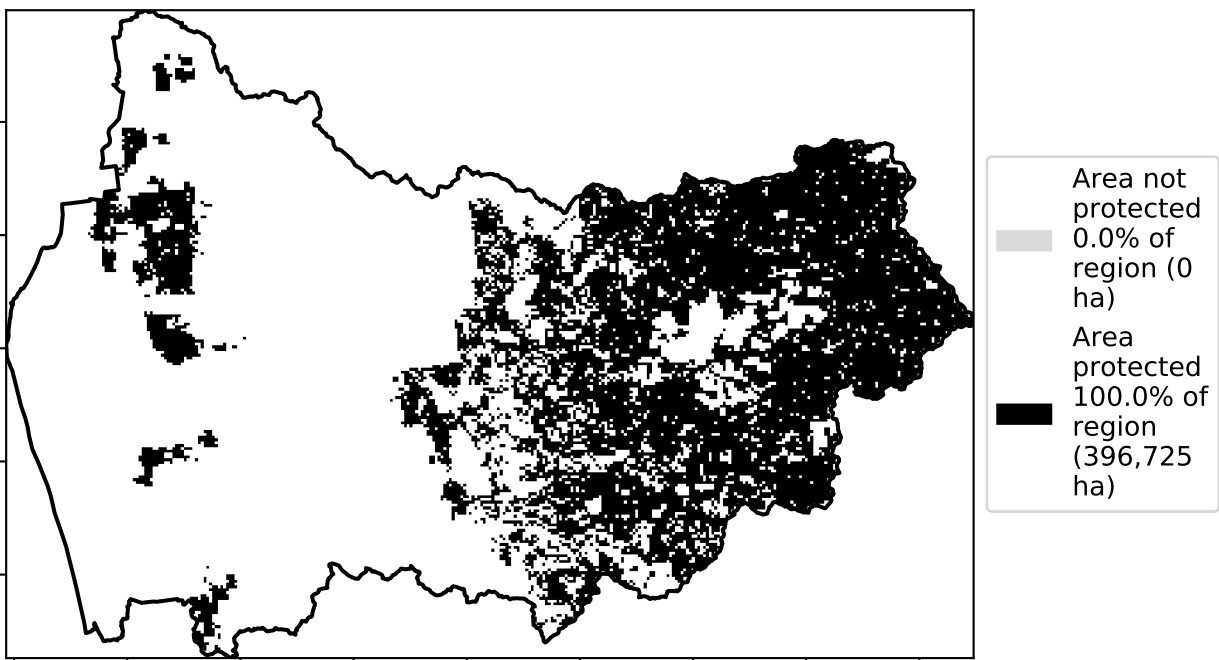 Area not
protected
0.0% of
region (0
ha)
Area
protected
100.0% of
region
(396,725
ha)